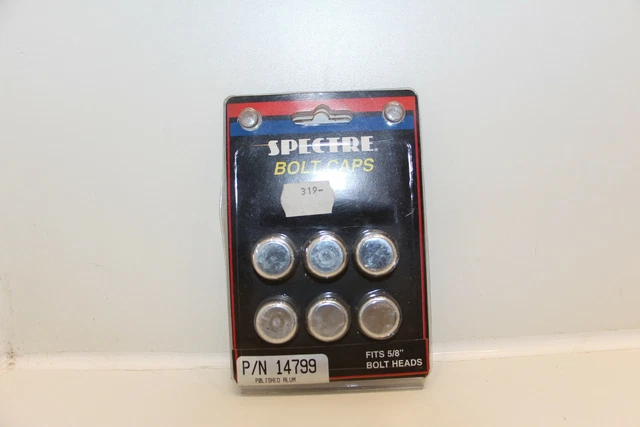 SPECTRE
BOLT CAPS
319-
P/N 14799
POLISHED ALUM
FITS 5/8"
BOLT HEADS